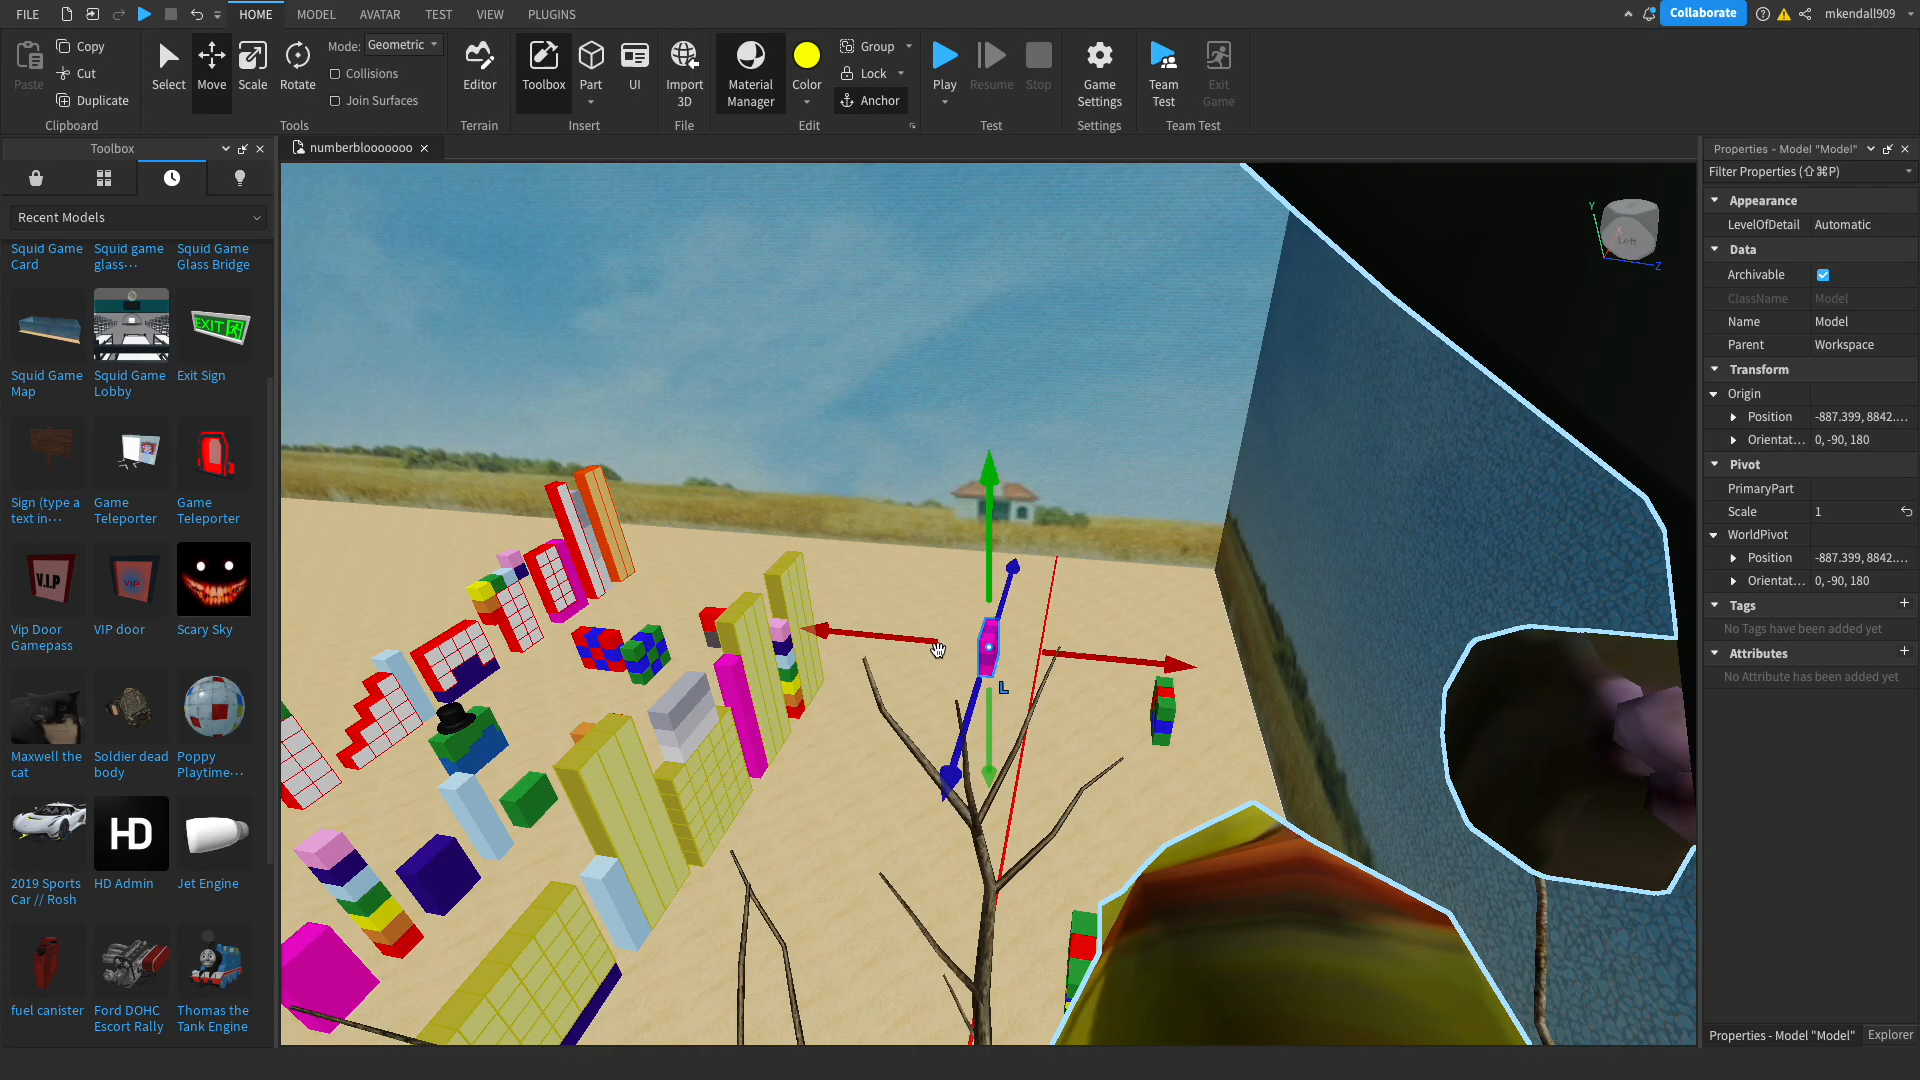 FILE
HOME
MODEL
AVATAR
TEST
VIEW
PLUGINS
Collaborate
mkendall909
Paste
Copy
Cut
Duplicate
Clipboard
Select
Move
Scale
Rotate
Mode: Geometric
Collisions
Join Surfaces
Tools
Editor
Terrain
Toolbox
Part
UI
Insert
Import
3D
File
Material
Manager
Color
Group
Lock
Anchor
Edit
Play
Resume
Stop
Test
Game
Settings
Settings
Team
Test
Exit
Game
Team Test
Toolbox
Recent Models
Squid Game
Card
Squid game
glass···
Squid Game
Glass Bridge
EXIT
Squid Game
Map
Squid Game
Lobby
Exit Sign
Sign (type a
text in···
Game
Teleporter
Game
Teleporter
V.I.P
VIP
Vip Door
Gamepass
VIP door
Scary Sky
Maxwell the
cat
Soldier dead
body
Poppy
Playtime···
HD
2019 Sports
Car // Rosh
HD Admin
Jet Engine
fuel canister
Ford DOHC
Escort Rally
Thomas the
Tank Engine
numberblooooooo
Y
X
Left
Z
L
Properties - Model "Model"
Filter Properties (⇧⌘P)
Appearance
LevelOfDetail Automatic
Data
Archivable
ClassName Model
Name Model
Parent Workspace
Transform
Origin
Position -887.399, 8842....
Orientat... 0, -90, 180
Pivot
PrimaryPart
Scale 1
WorldPivot
Position -887.399, 8842....
Orientat... 0, -90, 180
Tags
No Tags have been added yet
Attributes
No Attribute has been added yet
Properties - Model "Model"
Explorer